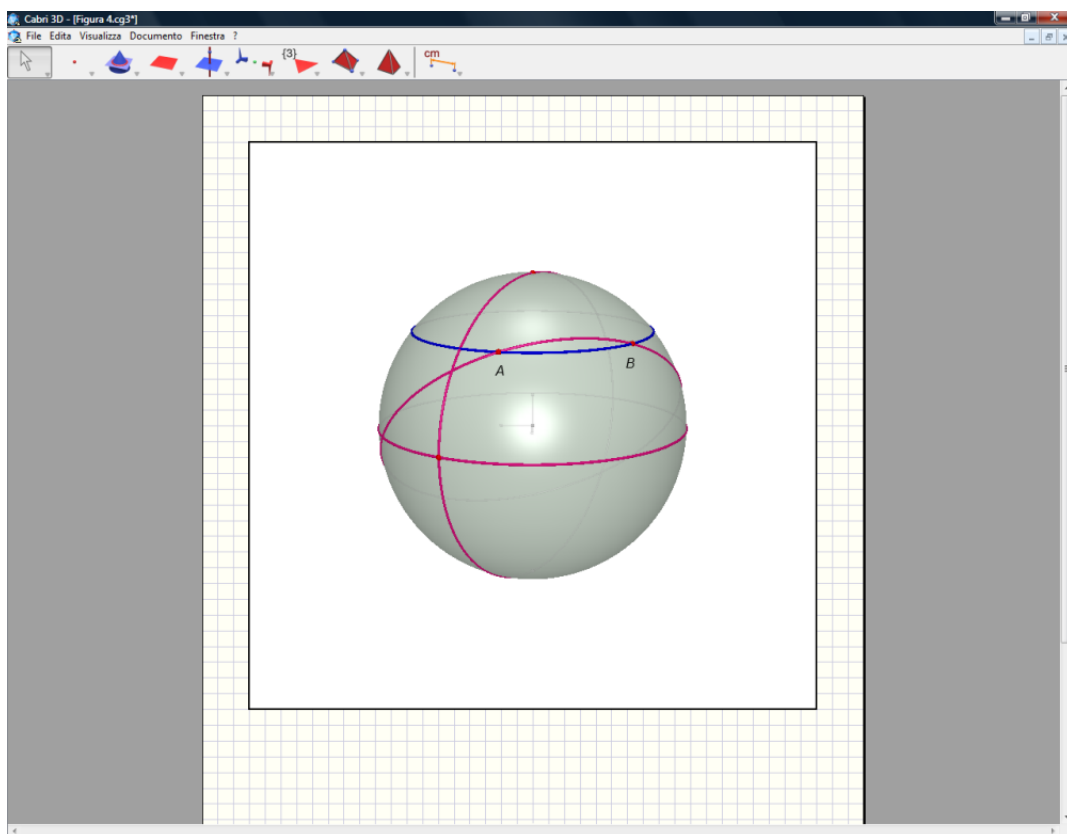 Cabri 3D - [Figura 4.cg3*]
File Edita Visualizza Documento Finestra ?
{3}
cm
A
B